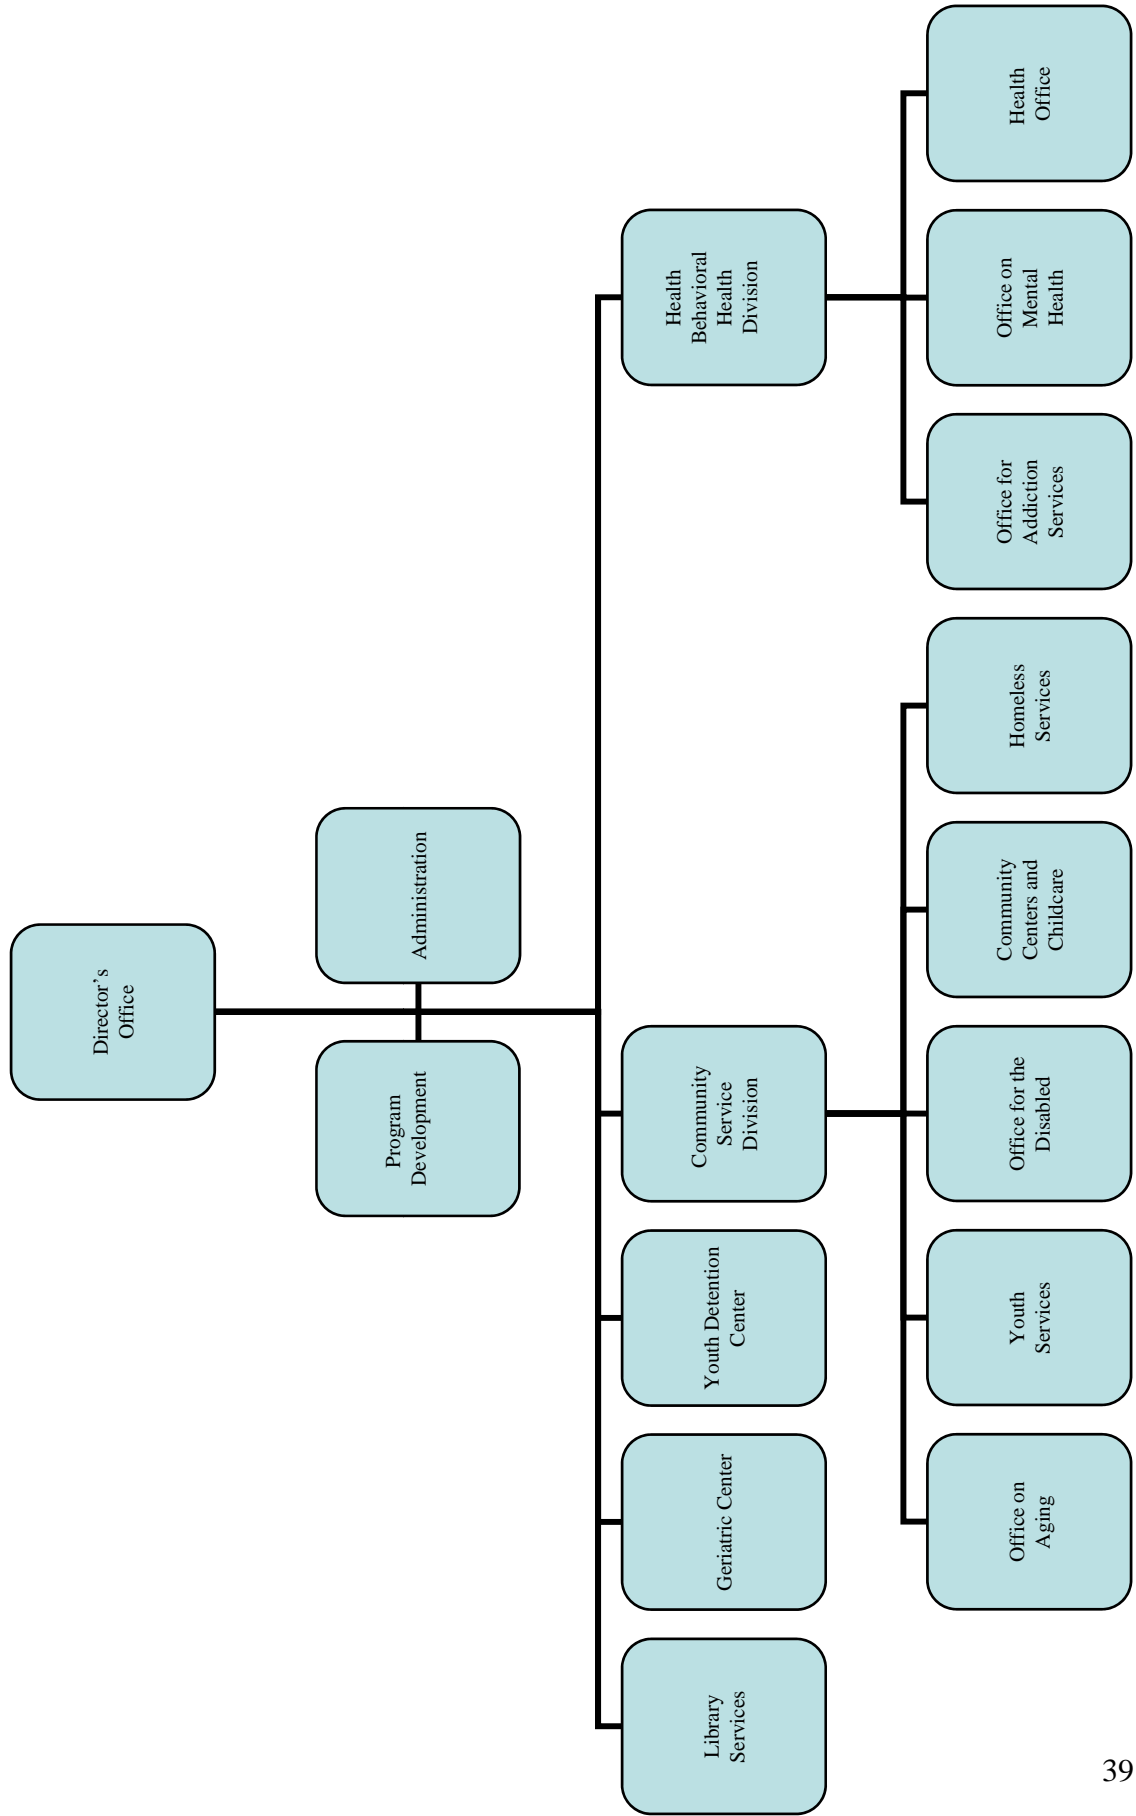 Director's
Office
Program
Development
Administration
Library
Services
Geriatric Center
Youth Detention
Center
Community
Service
Division
Health
Behavioral
Health
Division
Office on
Aging
Youth
Services
Office for the
Disabled
Community
Centers and
Childcare
Homeless
Services
Office for
Addiction
Services
Office on
Mental
Health
Health
Office
39